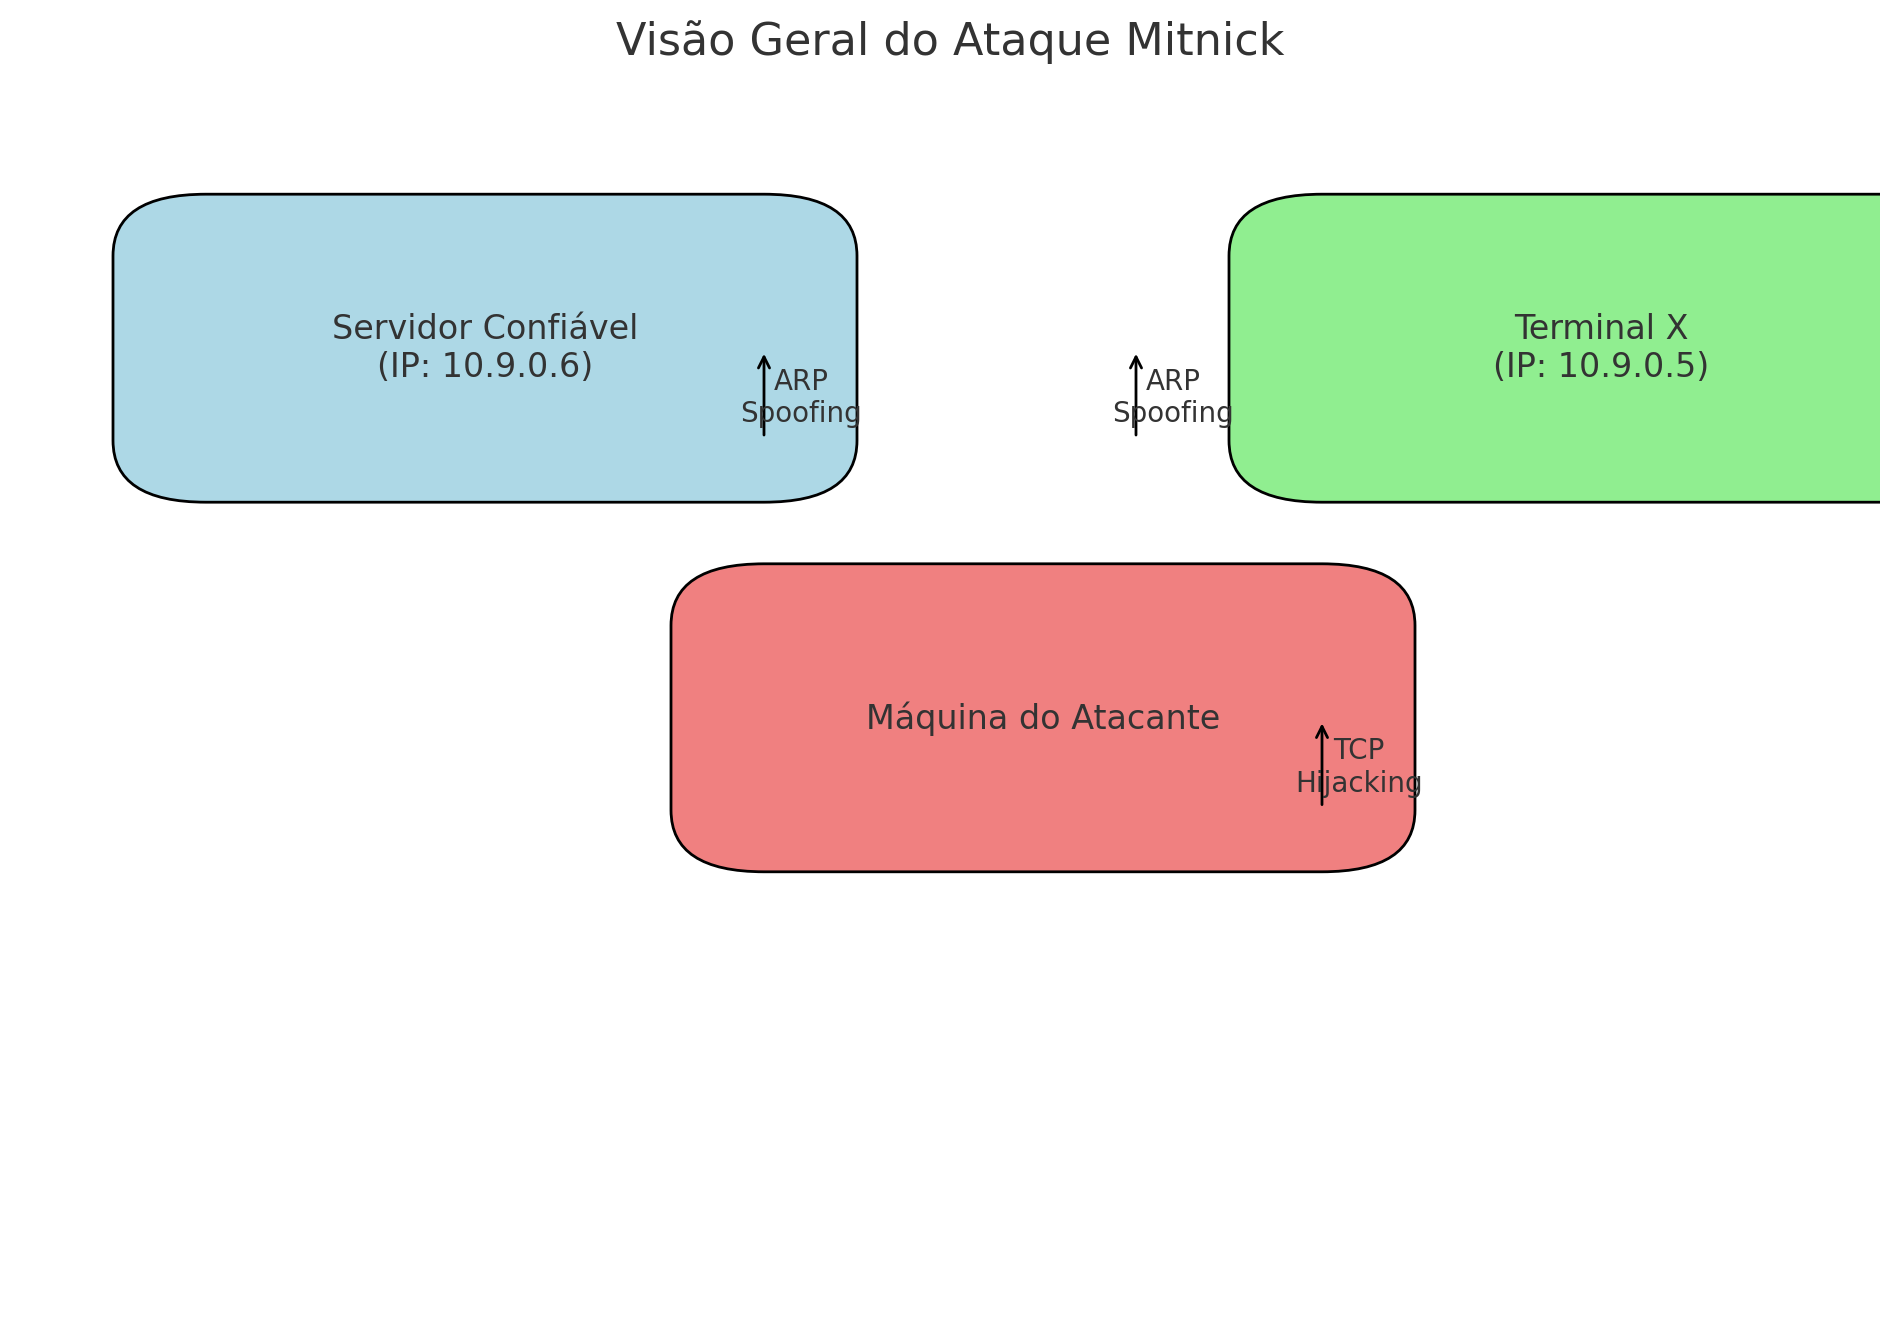 Visão Geral do Ataque Mitnick
Servidor Confiável
(IP: 10.9.0.6)
ARP
Spoofing
ARP
Spoofing
Terminal X
(IP: 10.9.0.5)
Máquina do Atacante
TCP
Hijacking